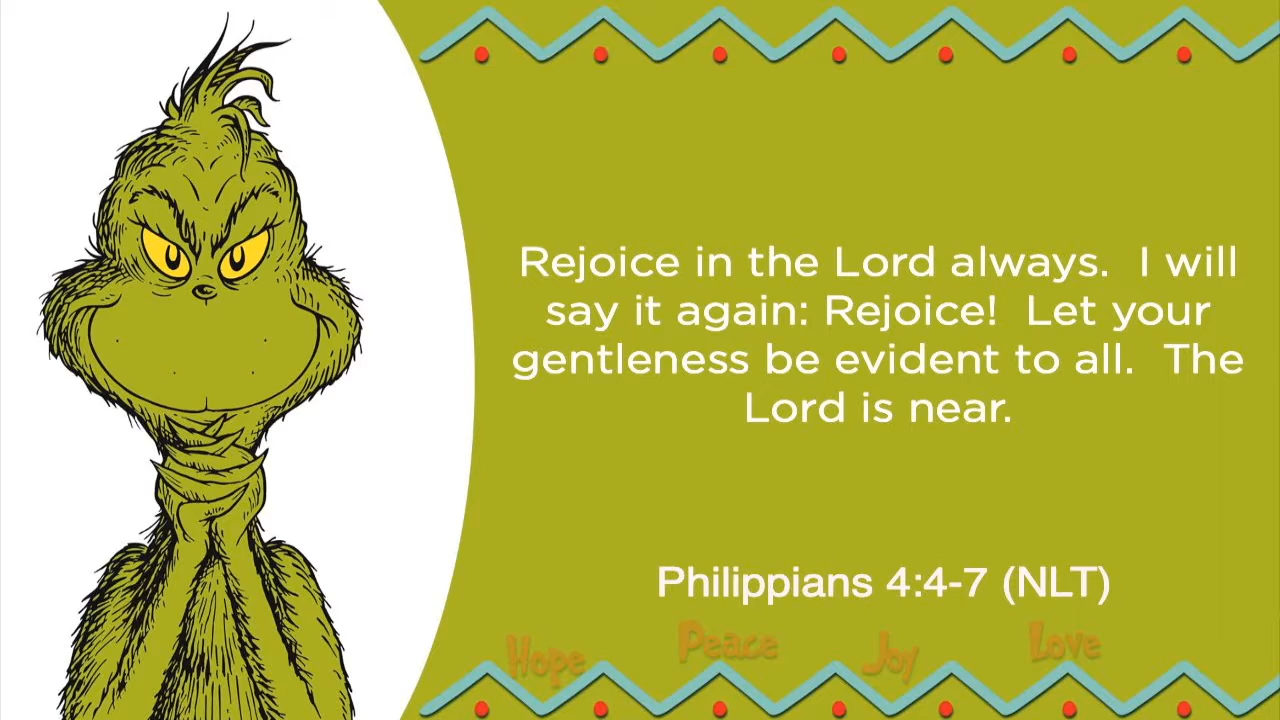 Rejoice in the Lord always.  I will
say it again: Rejoice!  Let your
gentleness be evident to all.  The
Lord is near.
Philippians 4:4-7 (NLT)
Hope Peace Joy Love